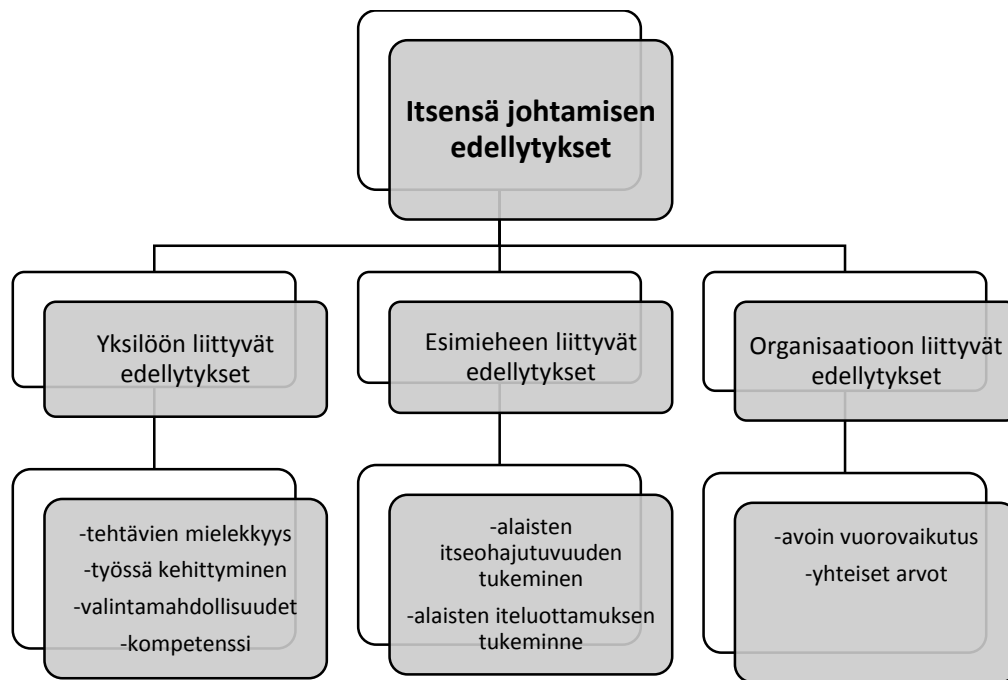 Itsensä johtamisen
edellytykset
Yksilöön liittyvät
edellytykset
Esimieheen liittyvät
edellytykset
Organisaatioon liittyvät
edellytykset
-tehtävien mielekkyys
-työssä kehittyminen
-valintamahdollisuudet
-kompetenssi
-alaisten
itseohajutuvuuden
tukeminen
-alaisten iteluottamuksen
tukeminne
-avoin vuorovaikutus
-yhteiset arvot